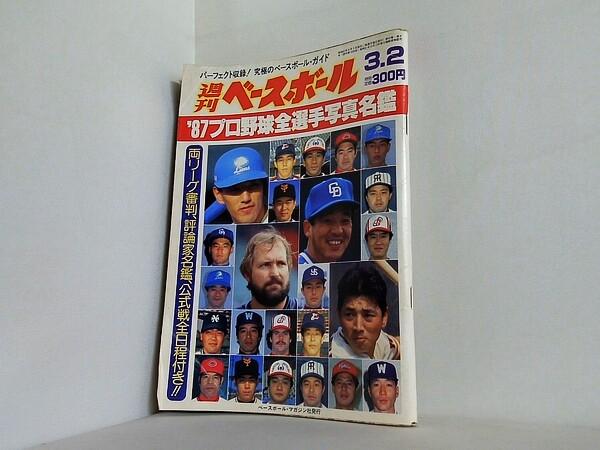 パーフェクト収録! 究極のベースボール・ガイド
週刊ベースボール
3.2
定価300円
'87プロ野球全選手写真名鑑
両リーグ審判、評論家名鑑、公式戦全日程付き!!
Lions
CD
W
W
ベースボール・マガジン社発行